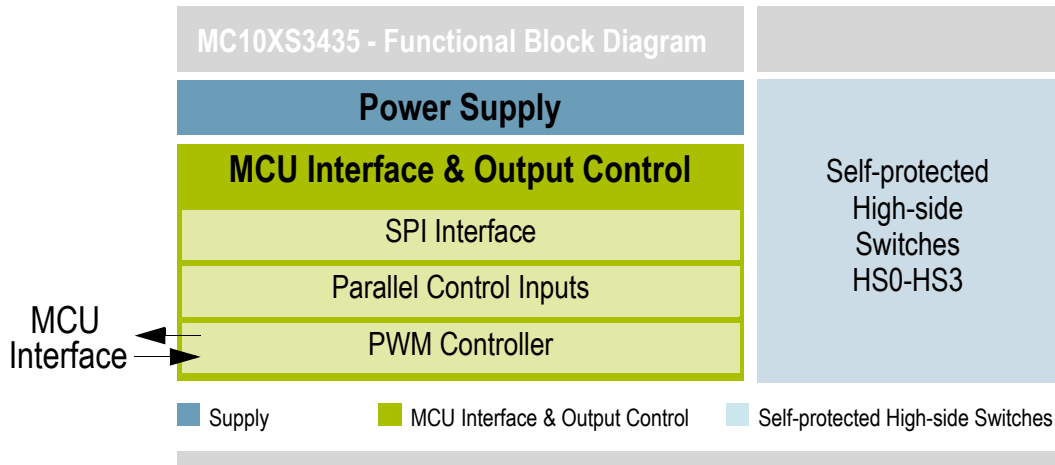 MC10XS3435 - Functional Block Diagram
Power Supply
MCU Interface & Output Control
SPI Interface
Parallel Control Inputs
PWM Controller
MCU
Interface
Self-protected
High-side
Switches
HS0-HS3
Supply
MCU Interface & Output Control
Self-protected High-side Switches